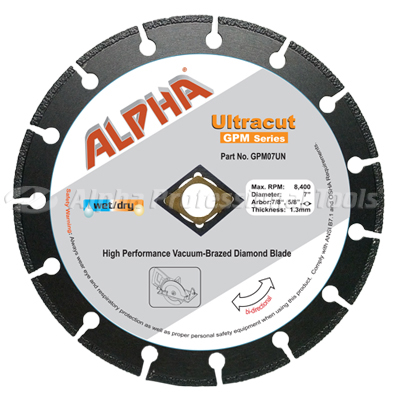 ALPHA
Ultracut
GPM Series
Part No. GPM07UN
Max. RPM: 8,400
Diameter: 7"
Arbor: 7/8", 5/8",
Thickness: 1.3mm
wet/dry
High Performance Vacuum-Brazed Diamond Blade
bi-directional
Safety Warning: Always wear eye and respiratory protection as well as proper personal safety equipment when using this product. Comply with ANSI B7.1 and OSHA Requirements.
Alpha Professional Tools